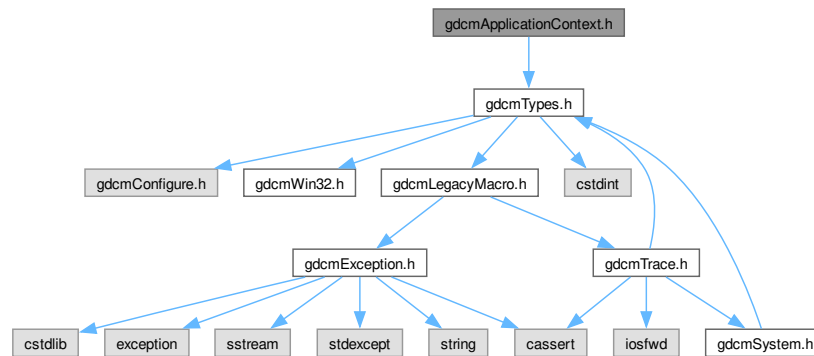 gdcmApplicationContext.h
gdcmTypes.h
gdcmConfigure.h
gdcmWin32.h
gdcmLegacyMacro.h
cstdint
gdcmException.h
gdcmTrace.h
cstdlib
exception
sstream
stdexcept
string
cassert
iosfwd
gdcmSystem.h